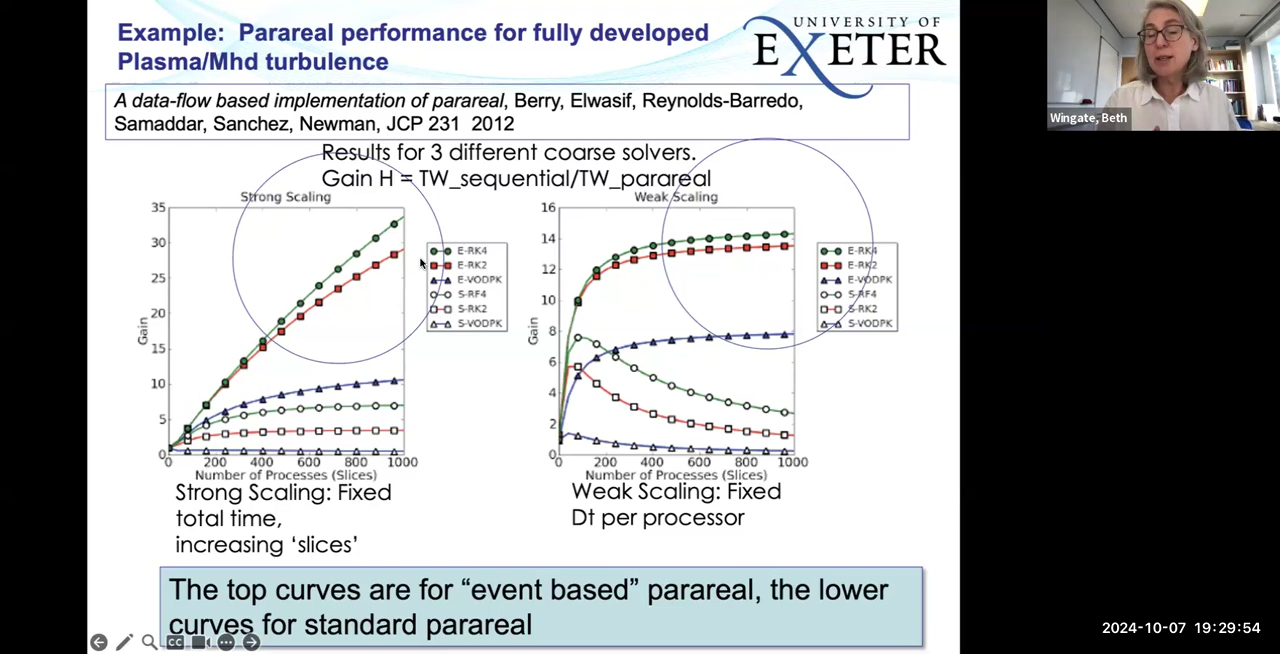 Example: Parareal performance for fully developed
Plasma/Mhd turbulence
UNIVERSITY OF
EXETER
Wingate, Beth
A data-flow based implementation of parareal, Berry, Elwasif, Reynolds-Barredo,
Samaddar, Sanchez, Newman, JCP 231 2012
Results for 3 different coarse solvers.
Gain H = TW_sequential/TW_parareal
Strong Scaling
35
30
25
20
15
10
5
0
Gain
0 200 400 600 800 1000
Number of Processes (Slices)
E-RK4
E-RK2
E-VODPK
S-RF4
S-RK2
S-VODPK
Weak Scaling
16
14
12
10
8
6
4
2
0
Gain
0 200 400 600 800 1000
Number of Processes (Slices)
E-RK4
E-RK2
E-VODPK
S-RF4
S-RK2
S-VODPK
Strong Scaling: Fixed
total time,
increasing ‘slices’
Weak Scaling: Fixed
Dt per processor
The top curves are for “event based” parareal, the lower
curves for standard parareal
CC
2024-10-07 19:29:54